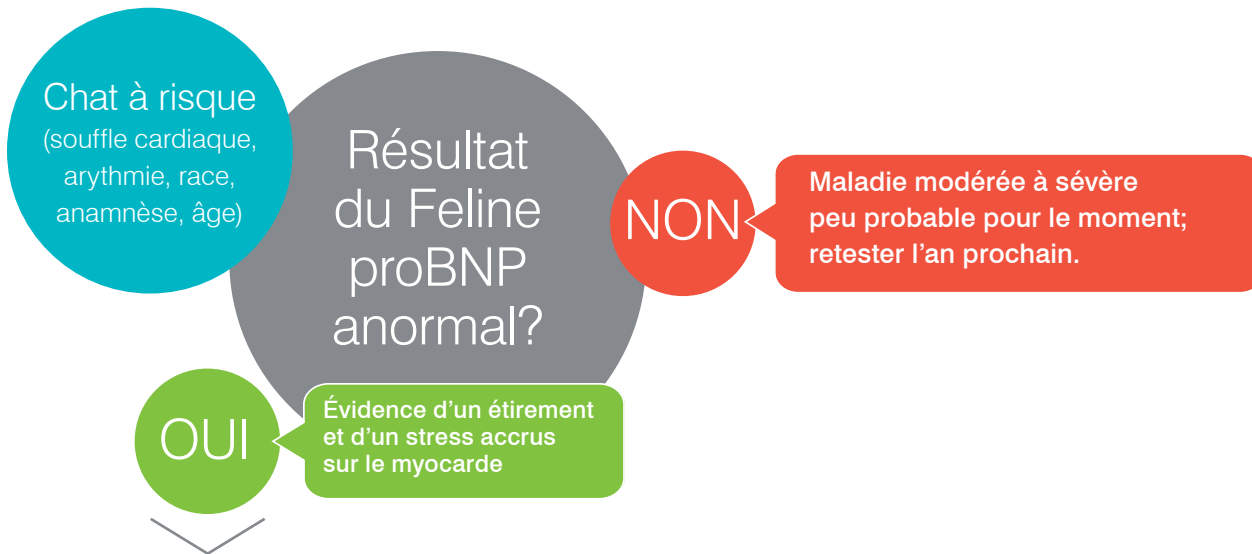 Chat à risque
(souffle cardiaque,
arythmie, race,
anamnèse, âge)
Résultat
du Feline
proBNP
anormal?
NON
Maladie modérée à sévère
peu probable pour le moment;
retester l’an prochain.
OUI
Évidence d’un étirement
et d’un stress accrus
sur le myocarde